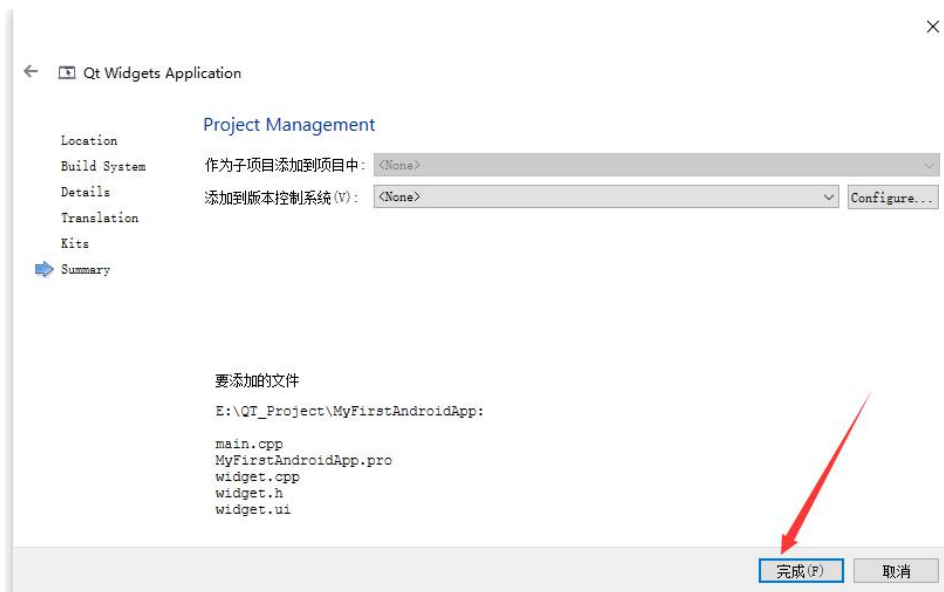 Qt Widgets Application
Location
Build System
Details
Translation
Kits
Summary
Project Management
作为子项目添加到项目中: <None>
添加到版本控制系统(V): <None> Configure...
要添加的文件
E:\QT_Project\MyFirstAndroidApp:
main.cpp
MyFirstAndroidApp.pro
widget.cpp
widget.h
widget.ui
完成(F) 取消